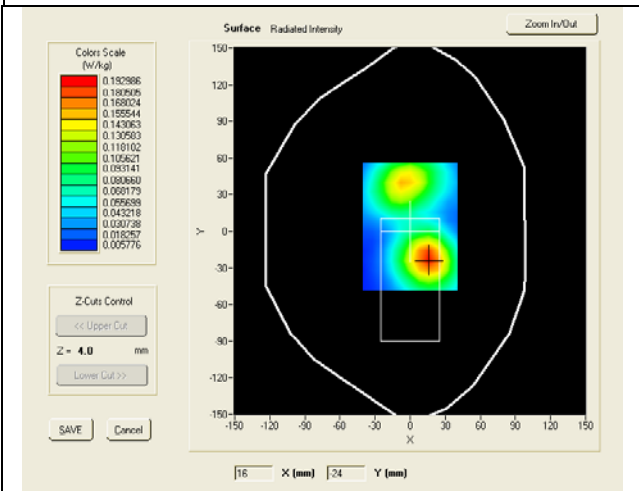 Surface Radiated Intensity
Zoom In/Out
Colors Scale
(W/kg)
0.192986
0.180505
0.168024
0.155544
0.143063
0.130583
0.118102
0.105621
0.093141
0.080660
0.068179
0.055699
0.043218
0.030738
0.018257
0.005776
Z-Cuts Control
<< Upper Cut
Z = 4.0 mm
Lower Cut >>
SAVE Cancel
150-
120-
90-
60-
30-
0-
-30-
-60-
-90-
-120-
-150-
Y
-150 -120 -90 -60 -30 0 30 60 90 120 150
X
16 X (mm) -24 Y (mm)